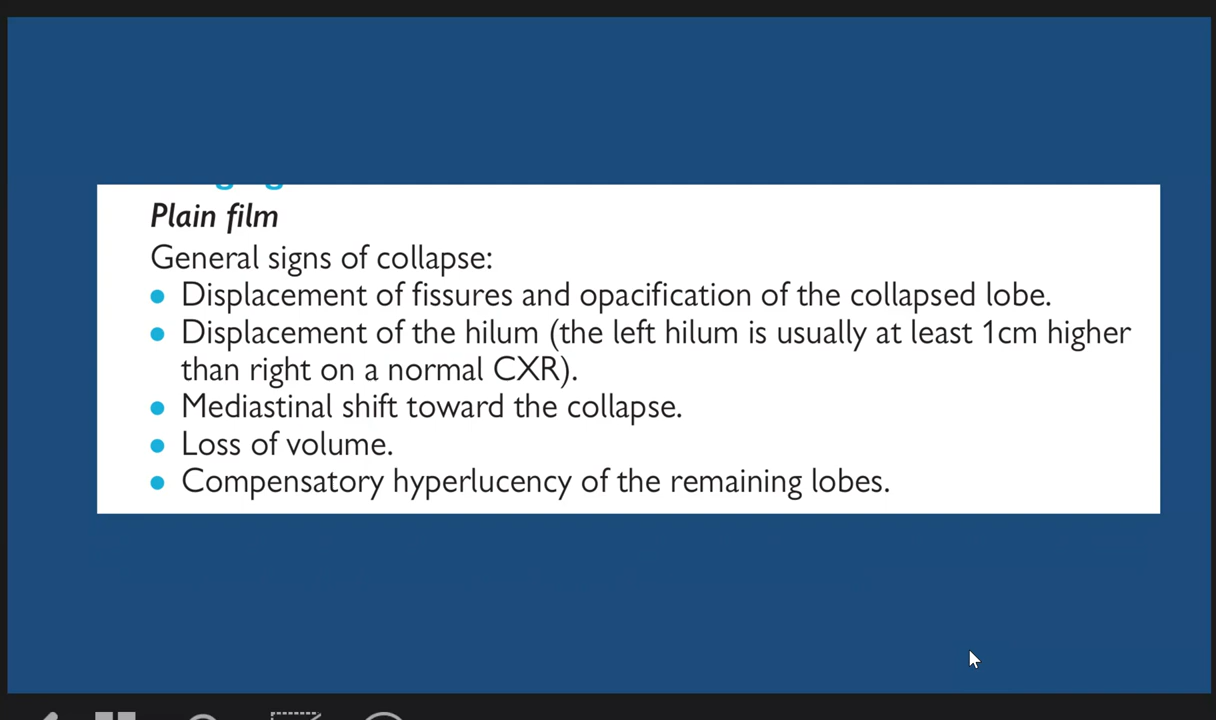 Plain film
General signs of collapse:
● Displacement of fissures and opacification of the collapsed lobe.
● Displacement of the hilum (the left hilum is usually at least 1cm higher
than right on a normal CXR).
● Mediastinal shift toward the collapse.
● Loss of volume.
● Compensatory hyperlucency of the remaining lobes.